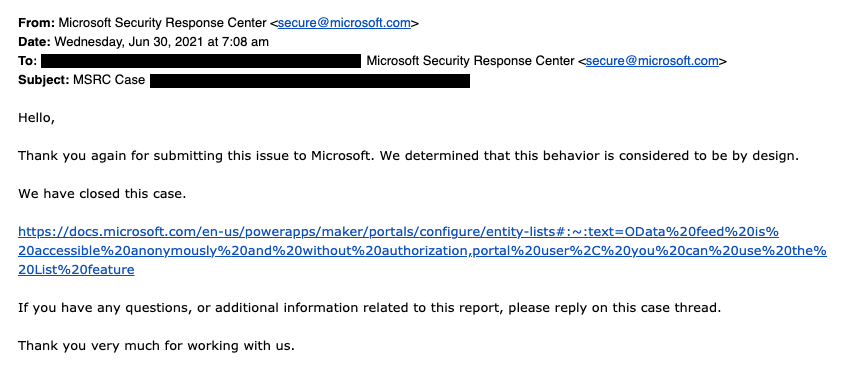 From: Microsoft Security Response Center <secure@microsoft.com>
Date: Wednesday, Jun 30, 2021 at 7:08 am
To: Microsoft Security Response Center <secure@microsoft.com>
Subject: MSRC Case
Hello,
Thank you again for submitting this issue to Microsoft. We determined that this behavior is considered to be by design.
We have closed this case.
https://docs.microsoft.com/en-us/powerapps/maker/portals/configure/entity-lists#:~:text=OData%20feed%20is%
20accessible%20anonymously%20and%20without%20authorization,portal%20user%2C%20you%20can%20use%20the%
20List%20feature
If you have any questions, or additional information related to this report, please reply on this case thread.
Thank you very much for working with us.